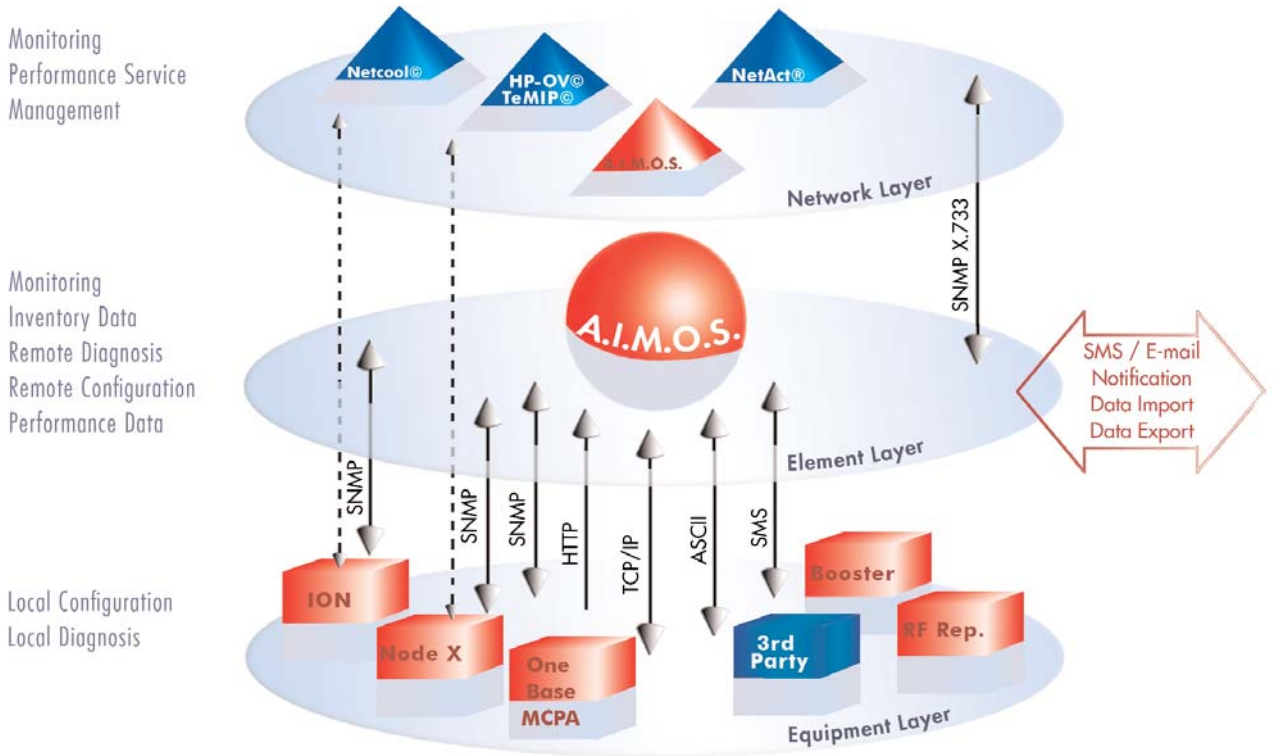 Monitoring
Performance Service
Management
Netcool©
HP-OV©
TeMIP©
NetAct®
A.I.M.O.S.
Network Layer
SNMP X.733
Monitoring
Inventory Data
Remote Diagnosis
Remote Configuration
Performance Data
A.I.M.O.S.
SMS / E-mail
Notification
Data Import
Data Export
Element Layer
SNMP
SNMP
SNMP
HTTP
TCP/IP
ASCII
SMS
Local Configuration
Local Diagnosis
ION
Node X
One
Base
MCPA
3rd
Party
Booster
RF Rep.
Equipment Layer